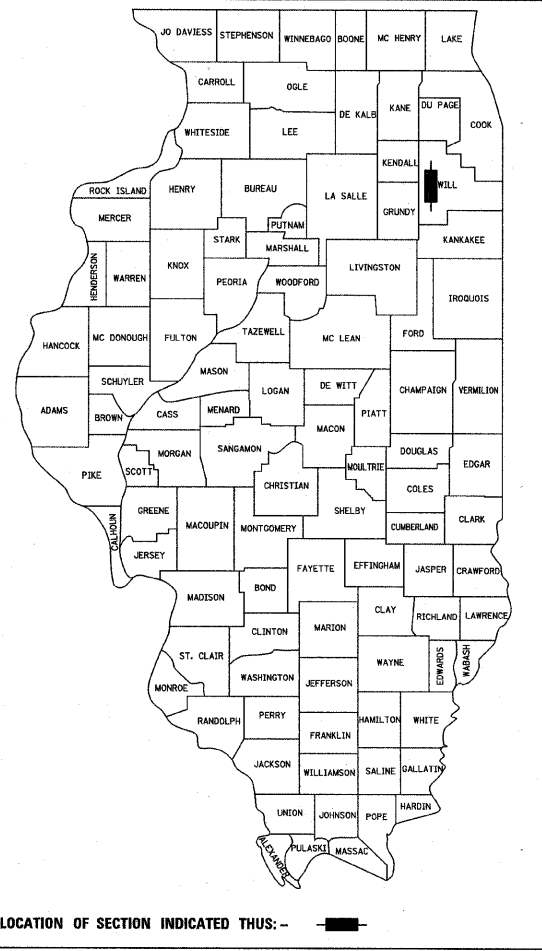 JO DAVIESS STEPHENSON WINNEBAGO BOONE MC HENRY LAKE
CARROLL OGLE DE KALB KANE DU PAGE COOK
WHITESIDE LEE
KENDALL
ROCK ISLAND HENRY BUREAU LA SALLE GRUNDY WILL
MERCER PUTNAM
STARK MARSHALL KANKAKEE
HENDERSON WARREN KNOX PEORIA WOODFORD LIVINGSTON IROQUOIS
HANCOCK MC DONOUGH FULTON TAZEWELL MC LEAN FORD
MASON
SCHUYLER LOGAN DE WITT CHAMPAIGN VERMILION
ADAMS BROWN CASS MENARD MACON PIATT
PIKE SCOTT MORGAN SANGAMON MOULTRIE DOUGLAS EDGAR
CHRISTIAN COLES
CALHOUN GREENE MACOUPIN MONTGOMERY SHELBY CUMBERLAND CLARK
JERSEY FAYETTE EFFINGHAM JASPER CRAWFORD
MADISON BOND
CLINTON MARION CLAY RICHLAND LAWRENCE
ST. CLAIR WASHINGTON WAYNE EDWARDS WABASH
MONROE JEFFERSON
RANDOLPH PERRY FRANKLIN HAMILTON WHITE
JACKSON WILLIAMSON SALINE GALLATIN
UNION JOHNSON POPE HARDIN
ALEXANDER PULASKI MASSAC
LOCATION OF SECTION INDICATED THUS: -